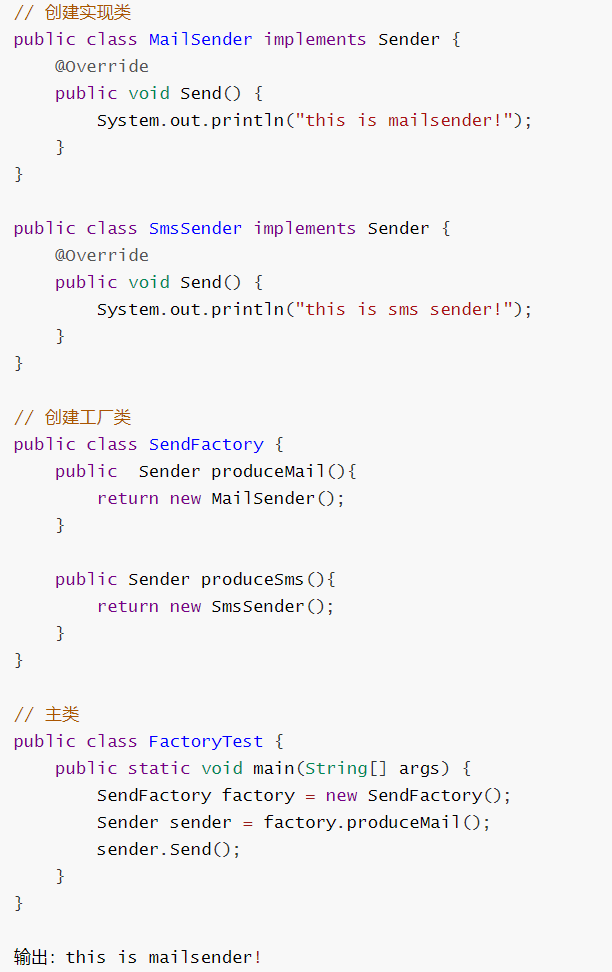 // 创建实现类
public class MailSender implements Sender {
    @Override
    public void Send() {
        System.out.println("this is mailsender!");
    }
}

public class SmsSender implements Sender {
    @Override
    public void Send() {
        System.out.println("this is sms sender!");
    }
}

// 创建工厂类
public class SendFactory {
    public  Sender produceMail(){
        return new MailSender();
    }

    public Sender produceSms(){
        return new SmsSender();
    }
}

// 主类
public class FactoryTest {
    public static void main(String[] args) {
        SendFactory factory = new SendFactory();
        Sender sender = factory.produceMail();
        sender.Send();
    }
}

输出：this is mailsender!